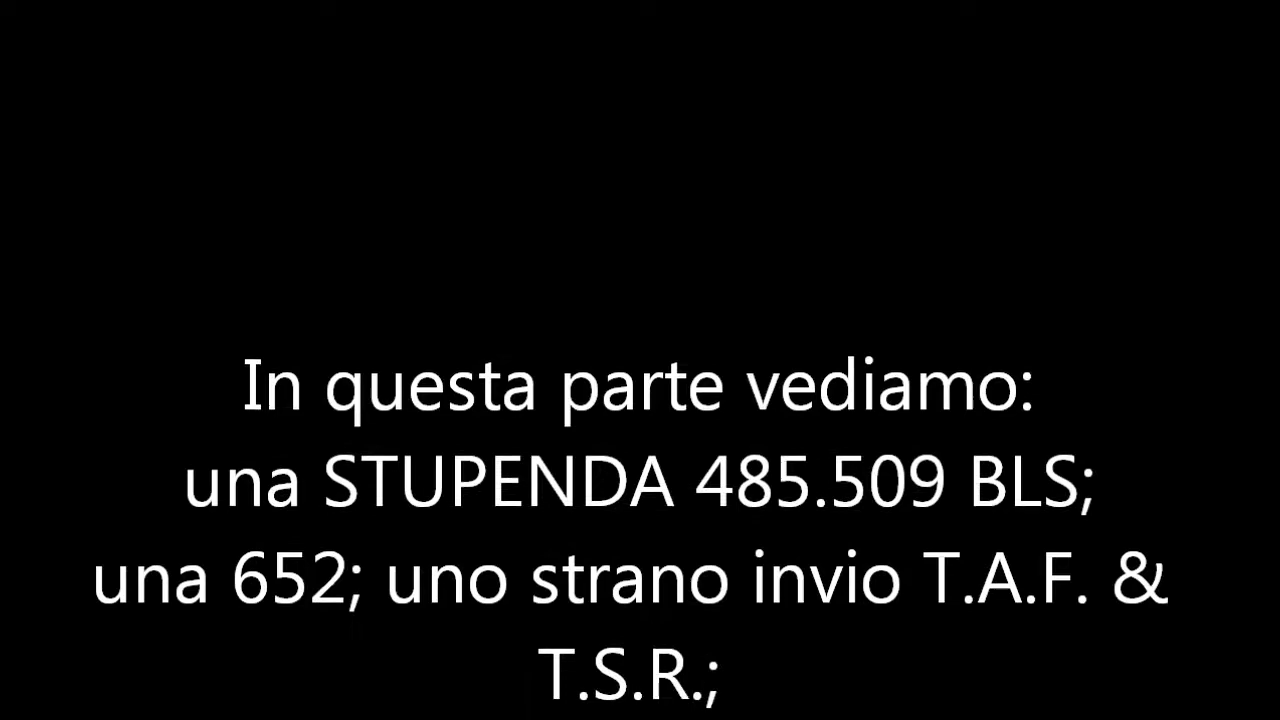 In questa parte vediamo:
una STUPENDA 485.509 BLS;
una 652; uno strano invio T.A.F. &
T.S.R.;